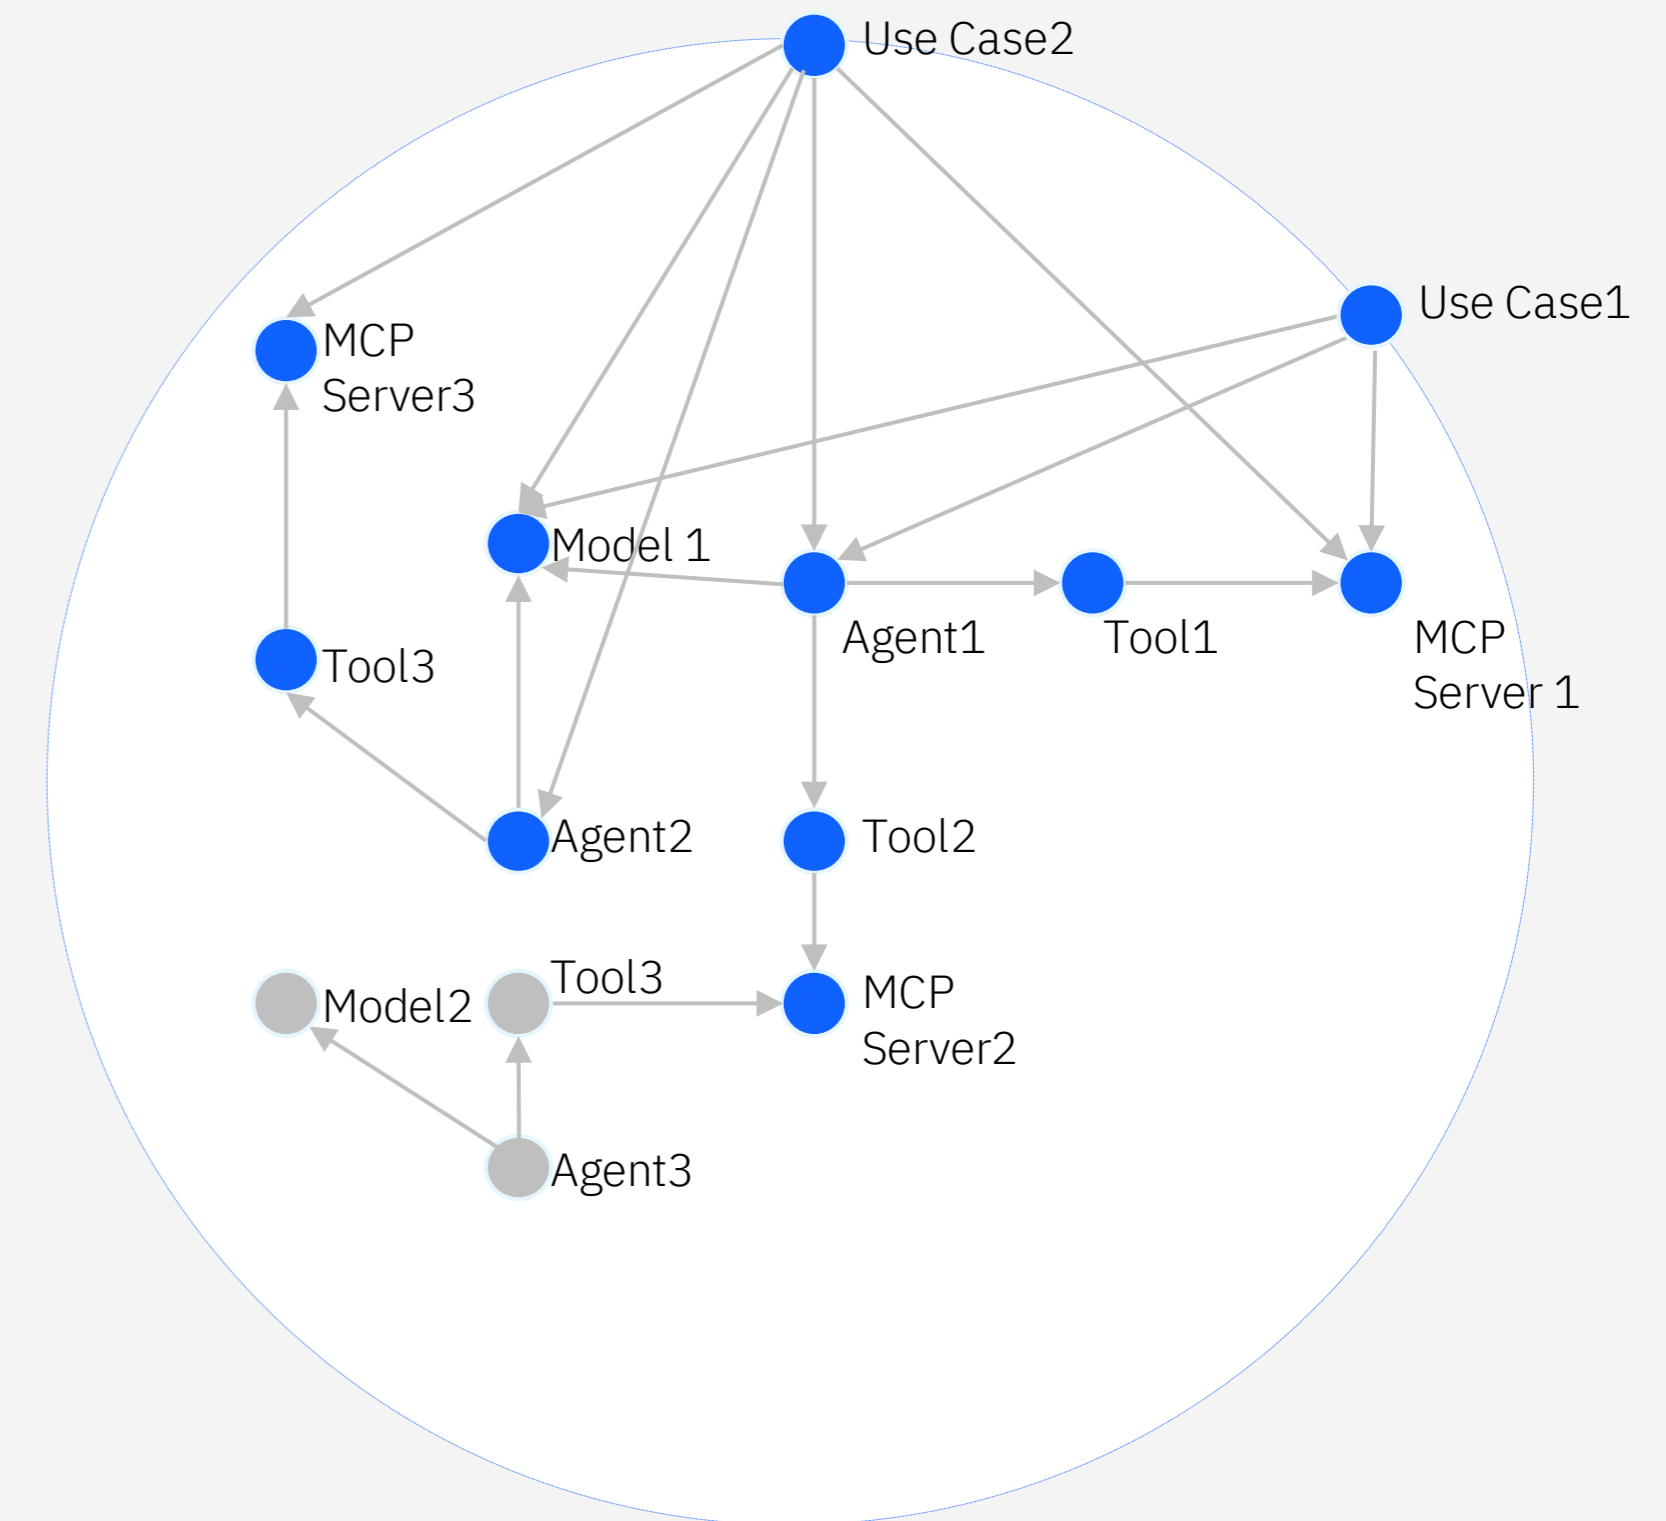 Use Case2
Use Case1
MCP
Server3
Model 1
Agent1
Tool1
MCP
Server 1
Tool3
Agent2
Tool2
Model2
Tool3
MCP
Server2
Agent3